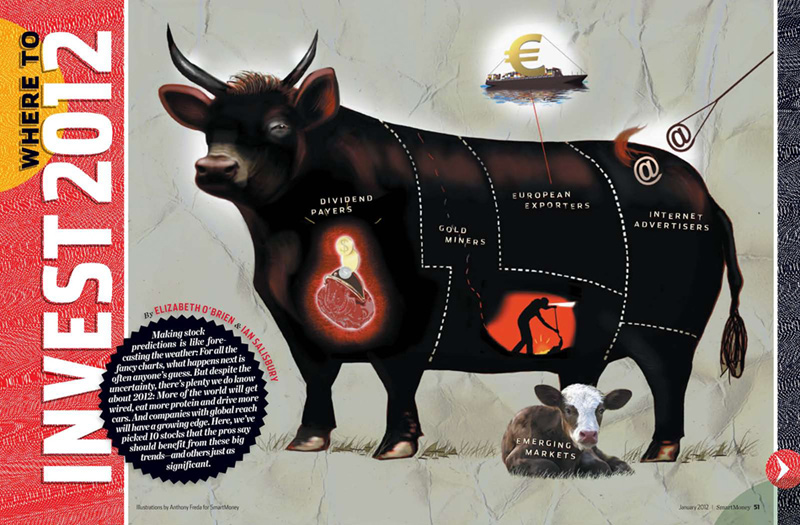 WHERE TO
INVEST 2012
DIVIDEND
PAYERS
GOLD
MINERS
EUROPEAN
EXPORTERS
INTERNET
ADVERTISERS
€
$
@
@
By ELIZABETH O'BRIEN & IAN SALISBURY
Making stock
predictions is like fore-
casting the weather: For all the
fancy charts, what happens next is
often anyone's guess. But despite the
uncertainty, there's plenty we do know
about 2012: More of the world will get
wired, eat more protein and drive more
cars. And companies with global reach
will have a growing edge. Here, we've
picked 10 stocks that the pros say
should benefit from these big
trends—and others just as
significant.
EMERGING
MARKETS
Illustrations by Anthony Freda for SmartMoney
January 2012 | SmartMoney 51